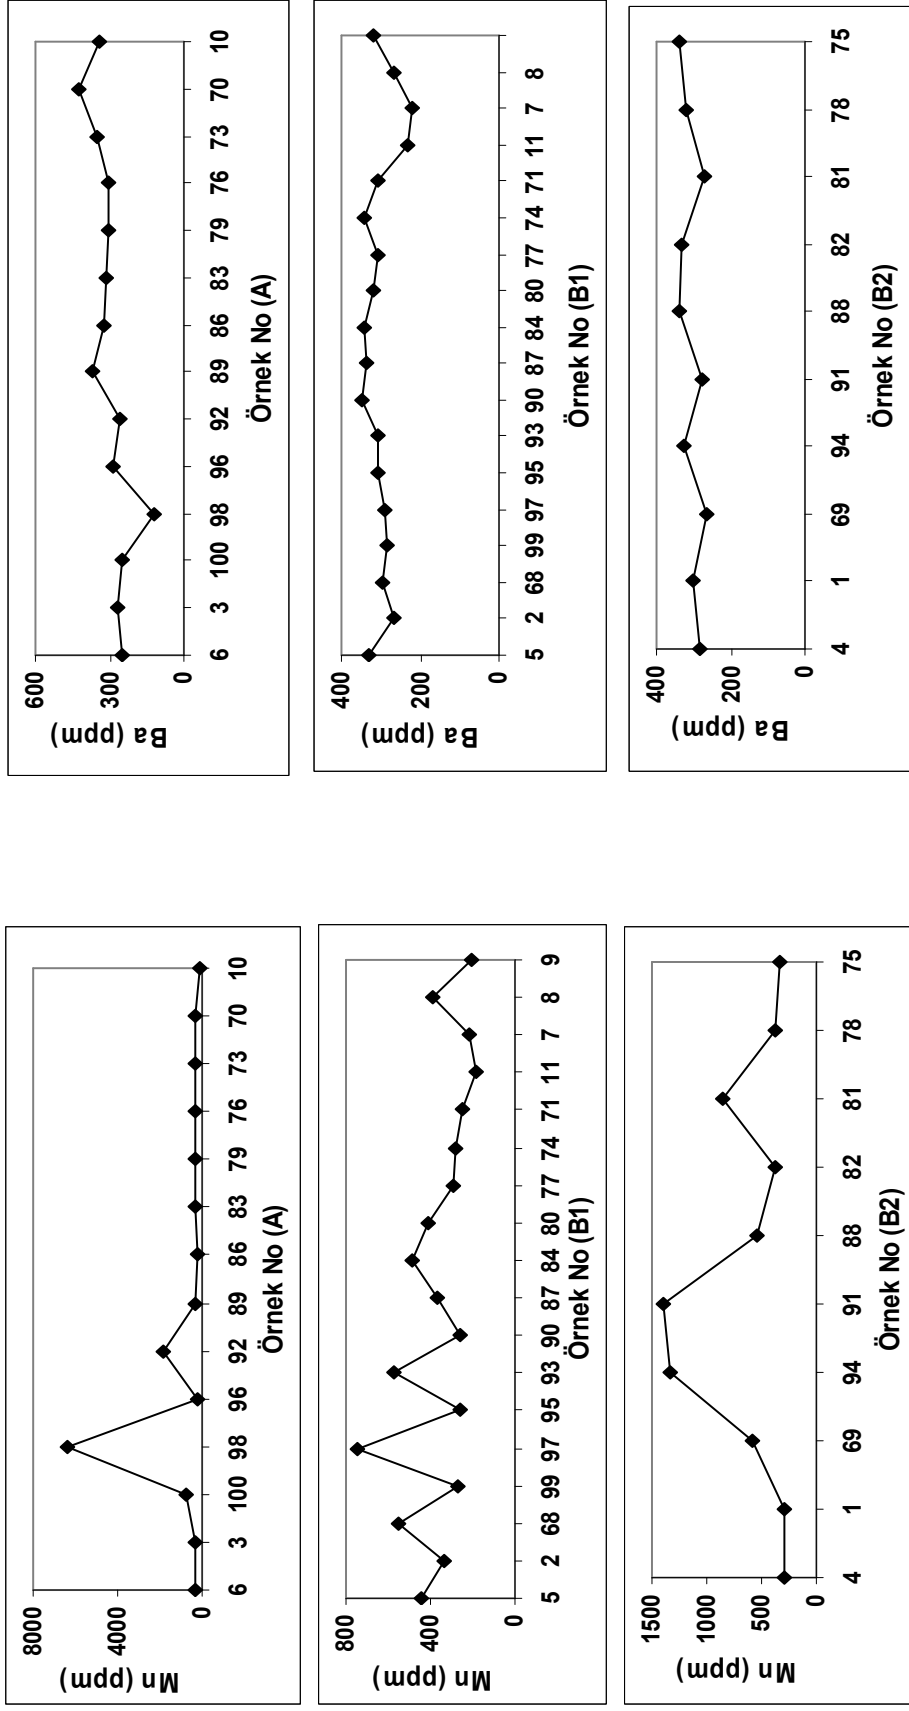 Mn (ppm)
8000
4000
0
6 3 100 98 96 92 89 86 83 79 76 73 70 10
Örnek No (A)
Ba (ppm)
600
300
0
6 3 100 98 96 92 89 86 83 79 76 73 70 10
Örnek No (A)
Mn (ppm)
800
400
0
5 2 68 99 97 95 93 90 87 84 80 77 74 71 11 7 8 9
Örnek No (B1)
Ba (ppm)
400
200
0
5 2 68 99 97 95 93 90 87 84 80 77 74 71 11 7 8
Örnek No (B1)
Mn (ppm)
1500
1000
500
0
4 1 69 94 91 88 82 81 78 75
Örnek No (B2)
Ba (ppm)
400
200
0
4 1 69 94 91 88 82 81 78 75
Örnek No (B2)